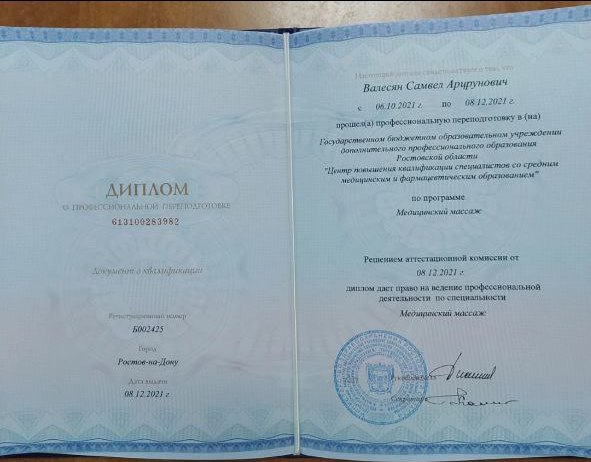 ДИПЛОМ
О ПРОФЕССИОНАЛЬНОЙ ПЕРЕПОДГОТОВКЕ
613100283982
Документ о квалификации
Регистрационный номер
Б002425
Город
Ростов-на-Дону
Дата выдачи
08.12.2021 г.
Настоящий диплом свидетельствует о том, что
Валесян Самвел Арцрунович
с 06.10.2021 г. по 08.12.2021 г.
прошел(а) профессиональную переподготовку в (на)
Государственном бюджетном образовательном учреждении
дополнительного профессионального образования
Ростовской области
"Центр повышения квалификации специалистов со средним
медицинским и фармацевтическим образованием"
по программе
Медицинский массаж
Решением аттестационной комиссии от
08.12.2021 г.
диплом дает право на ведение профессиональной
деятельности по специальности
Медицинский массаж
Руководитель
Секретарь